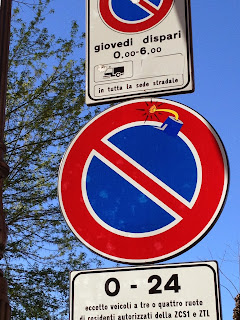 giovedi dispari
0.00-6.00
in tutta la sede stradale
0 - 24
eccetto veicoli a tre o quattro ruote
di residenti autorizzati della ZCS1 e ZTL